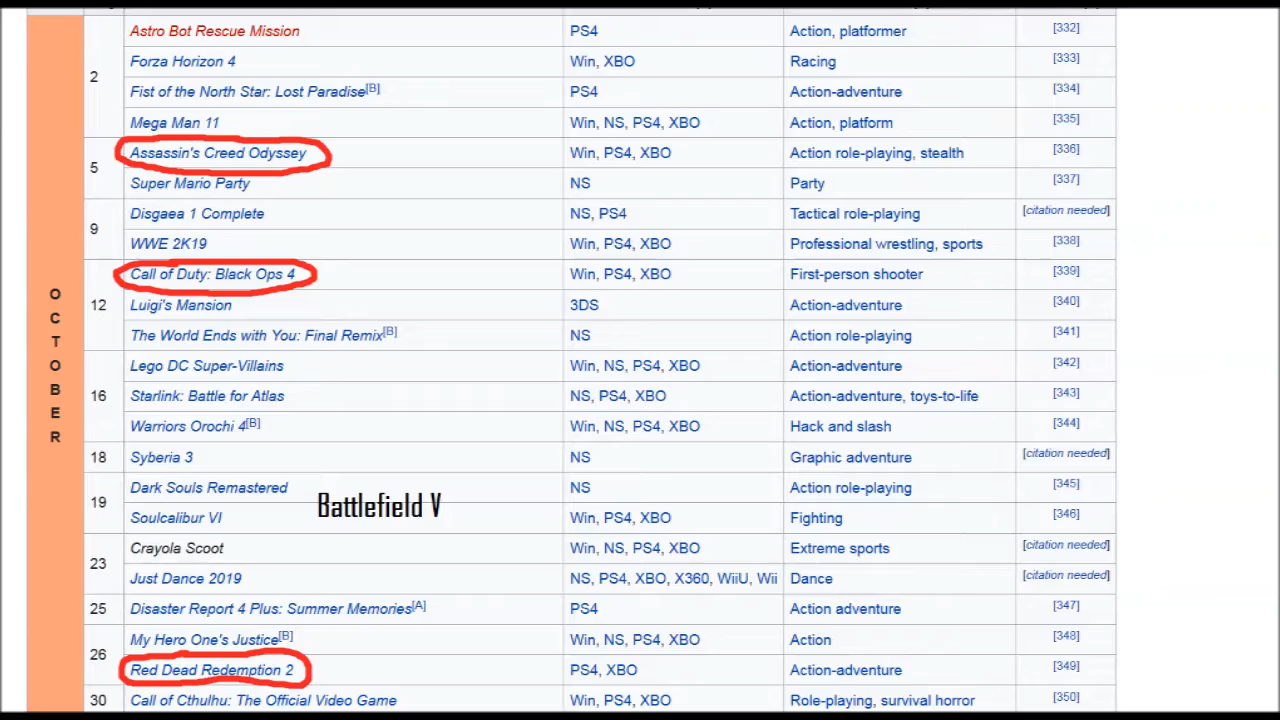 Astro Bot Rescue Mission PS4 Action, platformer [332]
2 Forza Horizon 4 Win, XBO Racing [333]
Fist of the North Star: Lost Paradise[B] PS4 Action-adventure [334]
Mega Man 11 Win, NS, PS4, XBO Action, platform [335]
5 Assassin's Creed Odyssey Win, PS4, XBO Action role-playing, stealth [336]
Super Mario Party NS Party [337]
9 Disgaea 1 Complete NS, PS4 Tactical role-playing [citation needed]
WWE 2K19 Win, PS4, XBO Professional wrestling, sports [338]
Call of Duty: Black Ops 4 Win, PS4, XBO First-person shooter [339]
12 Luigi's Mansion 3DS Action-adventure [340]
The World Ends with You: Final Remix[B] NS Action role-playing [341]
Lego DC Super-Villains Win, NS, PS4, XBO Action-adventure [342]
16 Starlink: Battle for Atlas NS, PS4, XBO Action-adventure, toys-to-life [343]
Warriors Orochi 4[B] Win, NS, PS4, XBO Hack and slash [344]
18 Syberia 3 NS Graphic adventure [citation needed]
19 Dark Souls Remastered NS Action role-playing [345]
Battlefield V
Soulcalibur VI Win, PS4, XBO Fighting [346]
23 Crayola Scoot Win, NS, PS4, XBO Extreme sports [citation needed]
Just Dance 2019 NS, PS4, XBO, X360, WiiU, Wii Dance [citation needed]
25 Disaster Report 4 Plus: Summer Memories[A] PS4 Action adventure [347]
26 My Hero One's Justice[B] Win, NS, PS4, XBO Action [348]
Red Dead Redemption 2 PS4, XBO Action-adventure [349]
30 Call of Cthulhu: The Official Video Game Win, PS4, XBO Role-playing, survival horror [350]
OCTOBER